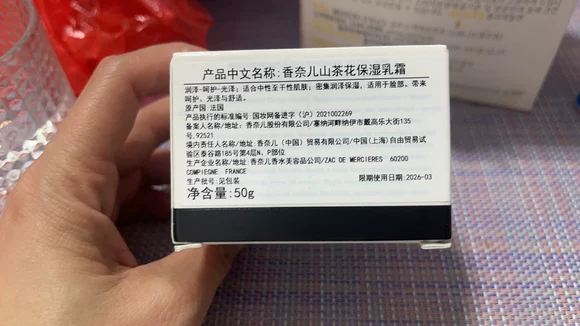 产品中文名称:香奈儿山茶花保湿乳霜
润泽-呵护-光泽;适合中性至干性肌肤;密集润泽保湿,适用于脸部。带来
呵护、光泽与舒适。
原产国:法国
产品执行的标准编号:国妆网备进字(沪)2021002269
备案人名称/地址:香奈儿股份有限公司/塞纳河畔纳伊市戴高乐大街135
号,92521
境内责任人名称/地址:香奈儿(中国)贸易有限公司/中国(上海)自由贸易试
验区泰谷路185号第4层N、P部位
生产企业名称/地址:香奈儿香水美容品公司/ZAC DE MERCIERES 60200
COMPIEGNE FRANCE
生产批号:见包装
限期使用日期:2026-03
净含量:50g